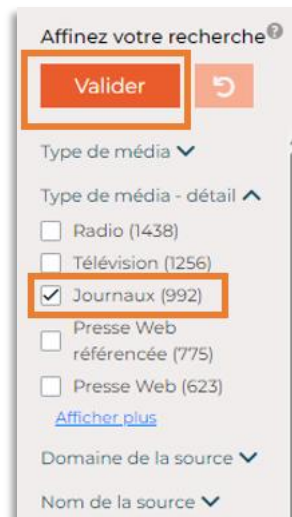 Affinez votre recherche
Valider
Type de média
Type de média - détail
Radio (1438)
Télévision (1256)
Journaux (992)
Presse Web
référencée (775)
Presse Web (623)
Afficher plus
Domaine de la source
Nom de la source